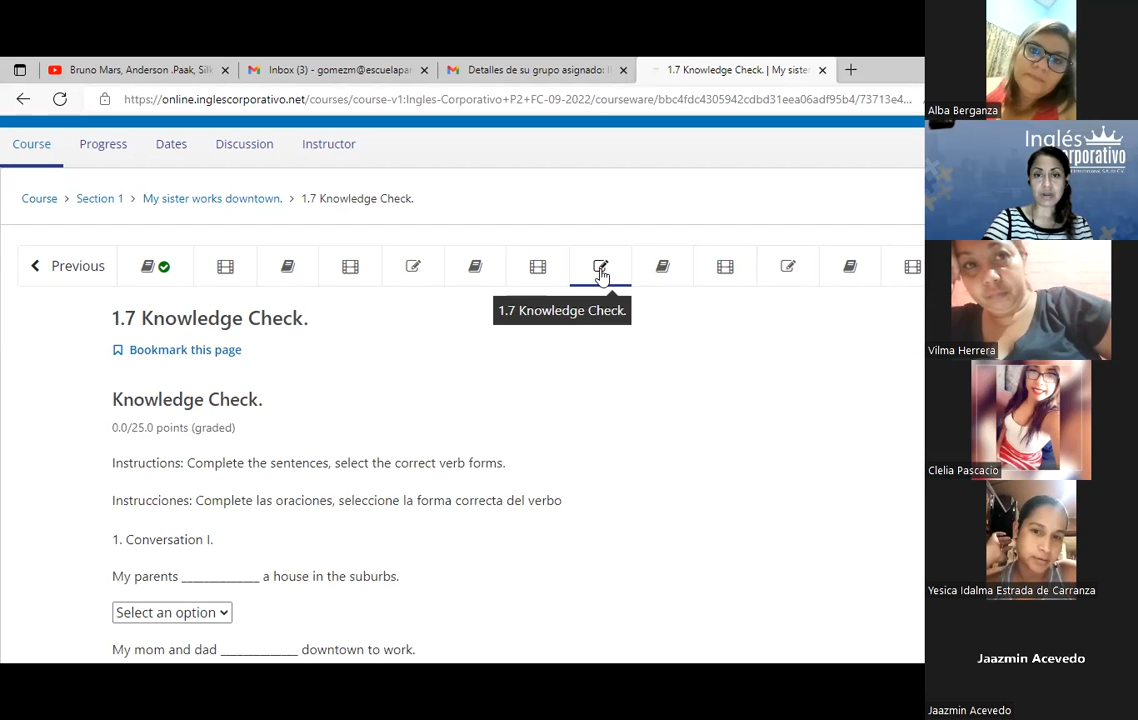 Bruno Mars, Anderson .Paak, Silk
Inbox (3) - gomezm@escuelapar
Detalles de su grupo asignado: I
1.7 Knowledge Check. | My siste
https://online.inglescorporativo.net/courses/course-v1:Ingles-Corporativo+P2+FC-09-2022/courseware/bbc4fdc4305942cdbd31eea06adf95b4/73713e4...
Course
Progress
Dates
Discussion
Instructor
Course > Section 1 > My sister works downtown. > 1.7 Knowledge Check.
Previous
1.7 Knowledge Check.
1.7 Knowledge Check.
Bookmark this page
Knowledge Check.
0.0/25.0 points (graded)
Instructions: Complete the sentences, select the correct verb forms.
Instrucciones: Complete las oraciones, seleccione la forma correcta del verbo
1. Conversation I.
My parents _____________ a house in the suburbs.
Select an option
My mom and dad _____________ downtown to work.
Alba Berganza
Inglés
Corporativo
Vilma Herrera
Clelia Pascacio
Yesica Idalma Estrada de Carranza
Jaazmin Acevedo
Jaazmin Acevedo